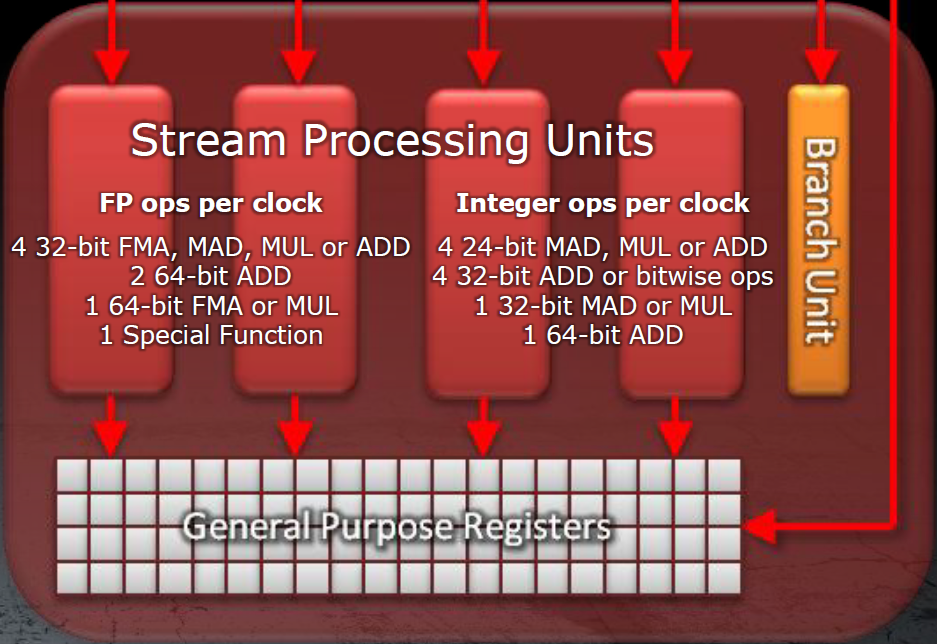 Stream Processing Units
FP ops per clock
4 32-bit FMA, MAD, MUL or ADD
2 64-bit ADD
1 64-bit FMA or MUL
1 Special Function
Integer ops per clock
4 24-bit MAD, MUL or ADD
4 32-bit ADD or bitwise ops
1 32-bit MAD or MUL
1 64-bit ADD
Branch Unit
General Purpose Registers